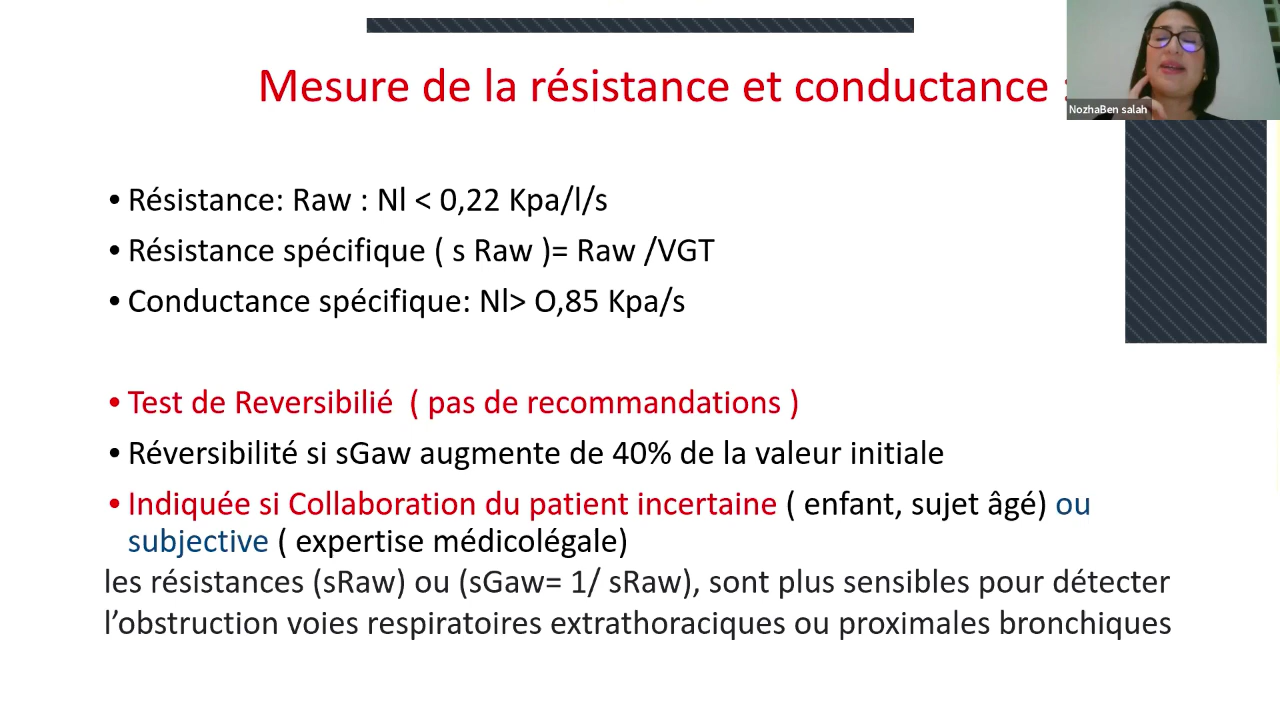 Mesure de la résistance et conductance :
NozhaBen salah
• Résistance: Raw : Nl < 0,22 Kpa/l/s
• Résistance spécifique ( s Raw )= Raw /VGT
• Conductance spécifique: Nl> O,85 Kpa/s
• Test de Reversibilié ( pas de recommandations )
• Réversibilité si sGaw augmente de 40% de la valeur initiale
• Indiquée si Collaboration du patient incertaine ( enfant, sujet âgé) ou
subjective ( expertise médicolégale)
les résistances (sRaw) ou (sGaw= 1/ sRaw), sont plus sensibles pour détecter
l’obstruction voies respiratoires extrathoraciques ou proximales bronchiques